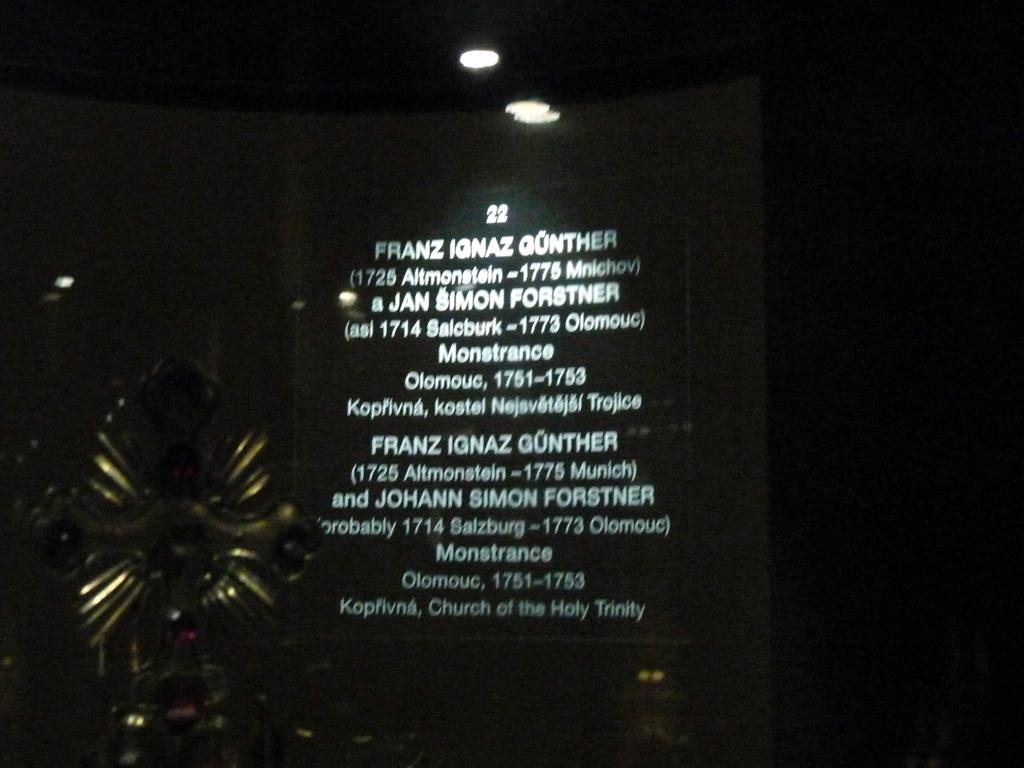 22
FRANZ IGNAZ GŰNTHER
(1725 Altmonstein – 1775 Mnichov)
a JAN ŠIMON FORSTNER
(asi 1714 Salcburk – 1773 Olomouc)
Monstrance
Olomouc, 1751–1753
Kopřivná, kostel Nejsvětější Trojice
FRANZ IGNAZ GŰNTHER
(1725 Altmonstein – 1775 Munich)
and JOHANN SIMON FORSTNER
(probably 1714 Salzburg – 1773 Olomouc)
Monstrance
Olomouc, 1751–1753
Kopřivná, Church of the Holy Trinity